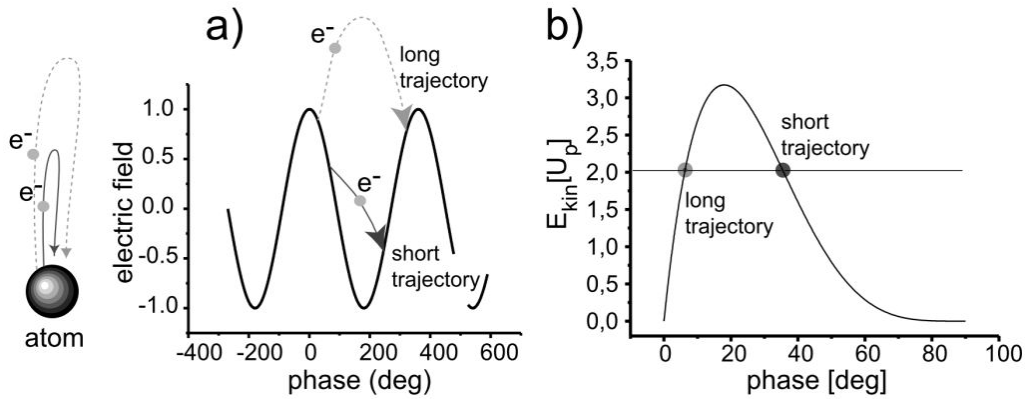 a)
e-
long
trajectory
e-
e-
1.0
0.5
0.0
-0.5
-1.0
electric field
e-
short
trajectory
atom
-400 -200 0 200 400 600
phase (deg)
b)
3,5
3,0
2,5
2,0
1,5
1,0
0,5
0,0
Ekin[Up]
short
trajectory
long
trajectory
0 20 40 60 80 100
phase [deg]